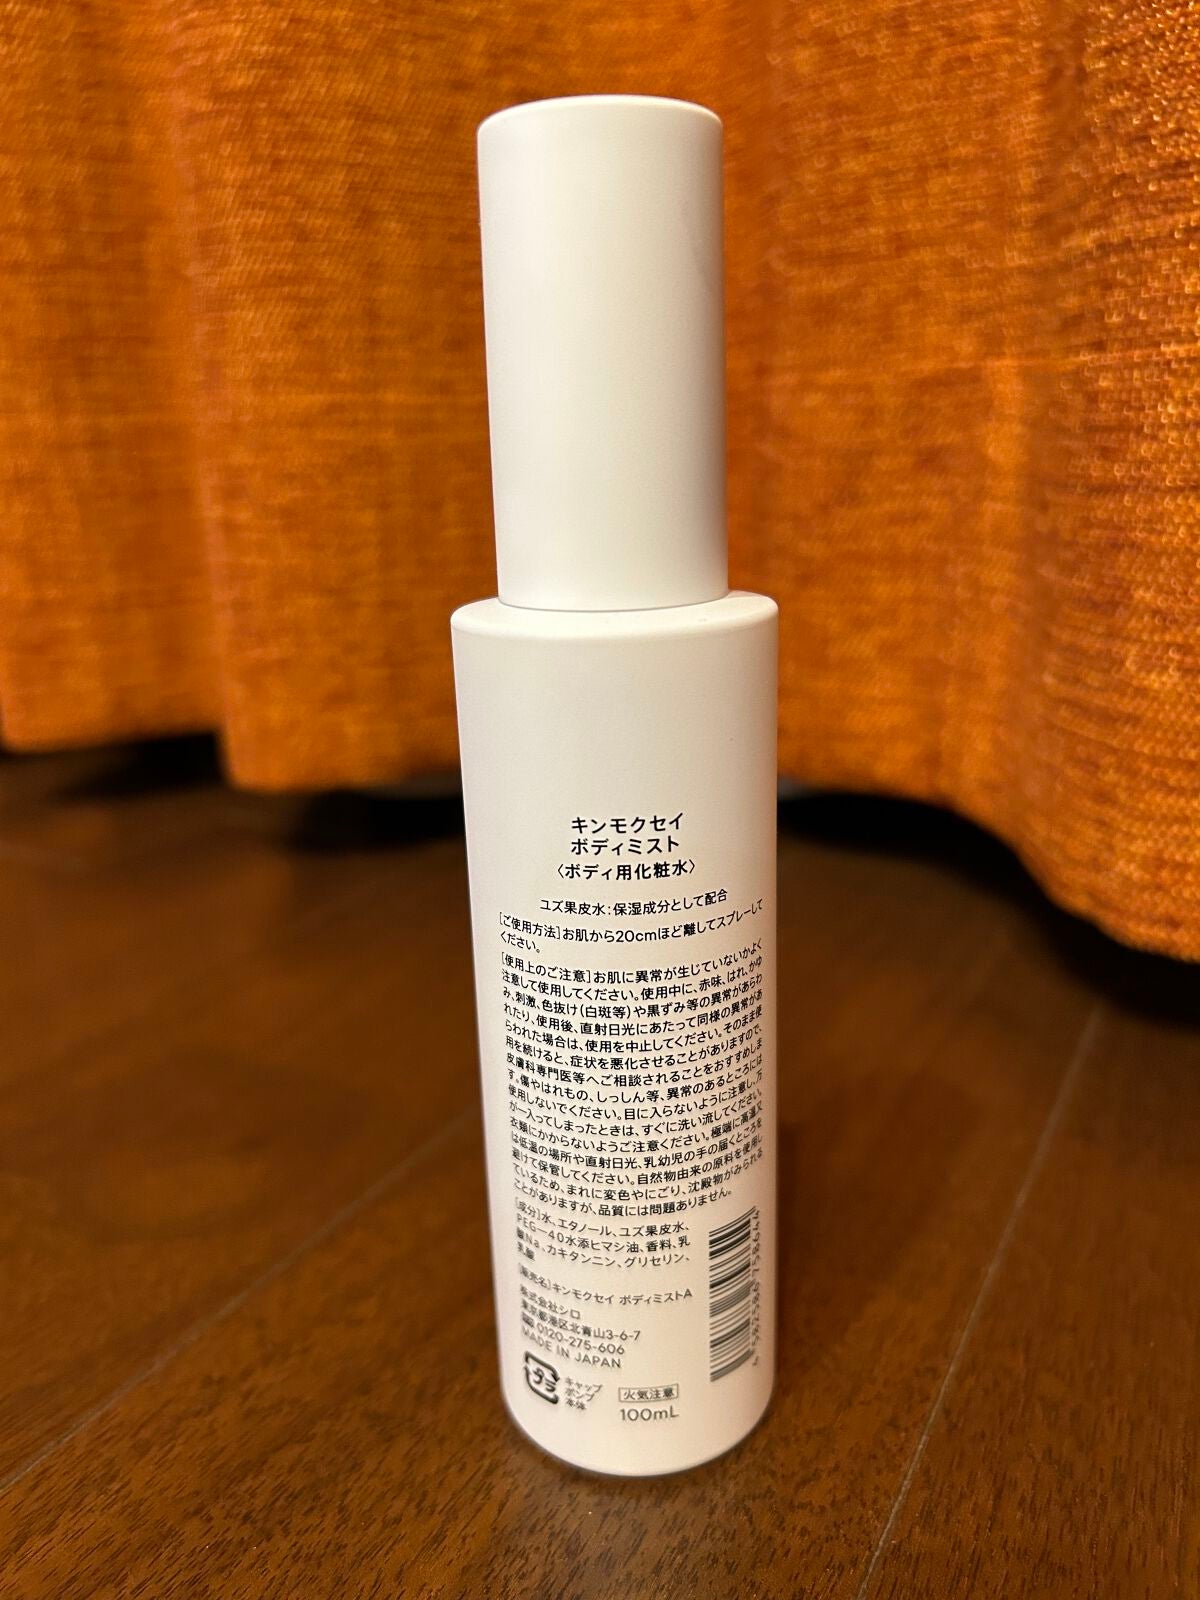 キンモクセイ
ボディミスト
〈ボディ用化粧水〉
ユズ果皮水：保湿成分として配合
［ご使用方法］お肌から20cmほど離してスプレーして
ください。
［使用上のご注意］お肌に異常が生じていないかよく
注意して使用してください。使用中に、赤味、はれ、かゆ
み、刺激、色抜け（白斑等）や黒ずみ等の異常があらわ
れたり、使用後、直射日光にあたって同様の異常があ
らわれた場合は、使用を中止してください。そのまま使
用を続けると、症状を悪化させることがありますので、
皮膚科専門医等へご相談されることをおすすめしま
す。傷やはれもの、しっしん等、異常のあるところには
使用しないでください。目に入らないように注意し、万
が一入ってしまったときは、すぐに洗い流してください。
衣類にかからないようご注意ください。極端に高温又
は低温の場所や直射日光、乳幼児の手の届くところを
避けて保管してください。自然物由来の原料を使用し
ているため、まれに変色やにごり、沈殿物がみられる
ことがありますが、品質には問題ありません。
［成分］水、エタノール、ユズ果皮水、
PEG−40水添ヒマシ油、香料、乳
酸Na、カキタンニン、グリセリン、
乳酸
［販売名］キンモクセイ ボディミストA
株式会社シロ
東京都港区北青山3-6-7
0120-275-606
MADE IN JAPAN
プラ
キャップ
ポンプ
本体
火気注意
100mL